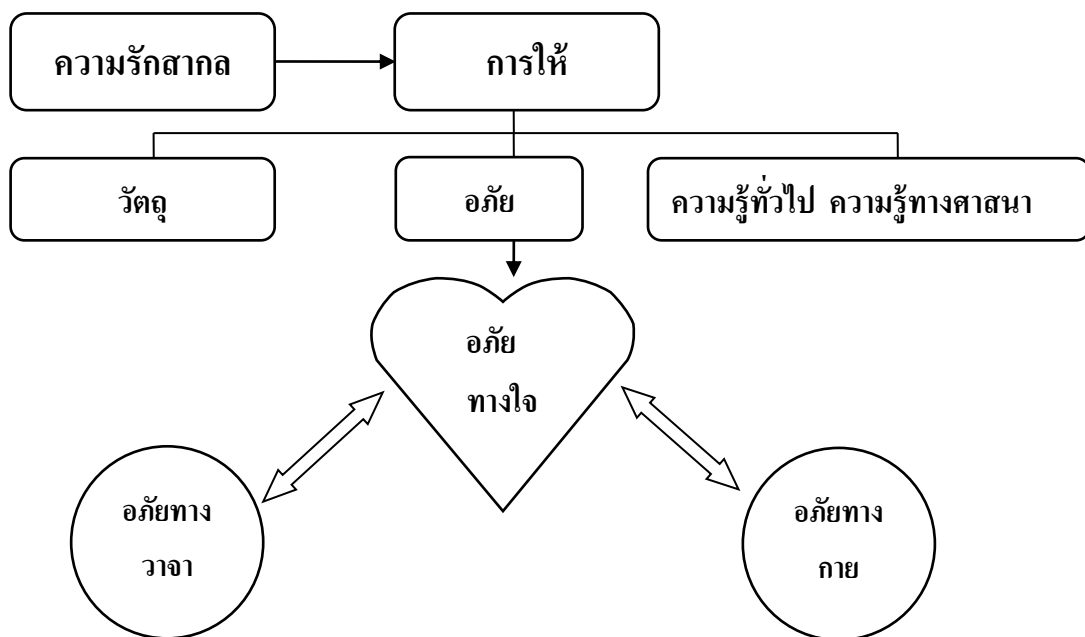 ความรักสากล
การให้
วัตถุ
อภัย
ความรู้ทั่วไป ความรู้ทางศาสนา
อภัย
ทางใจ
อภัยทาง
วาจา
อภัยทาง
กาย